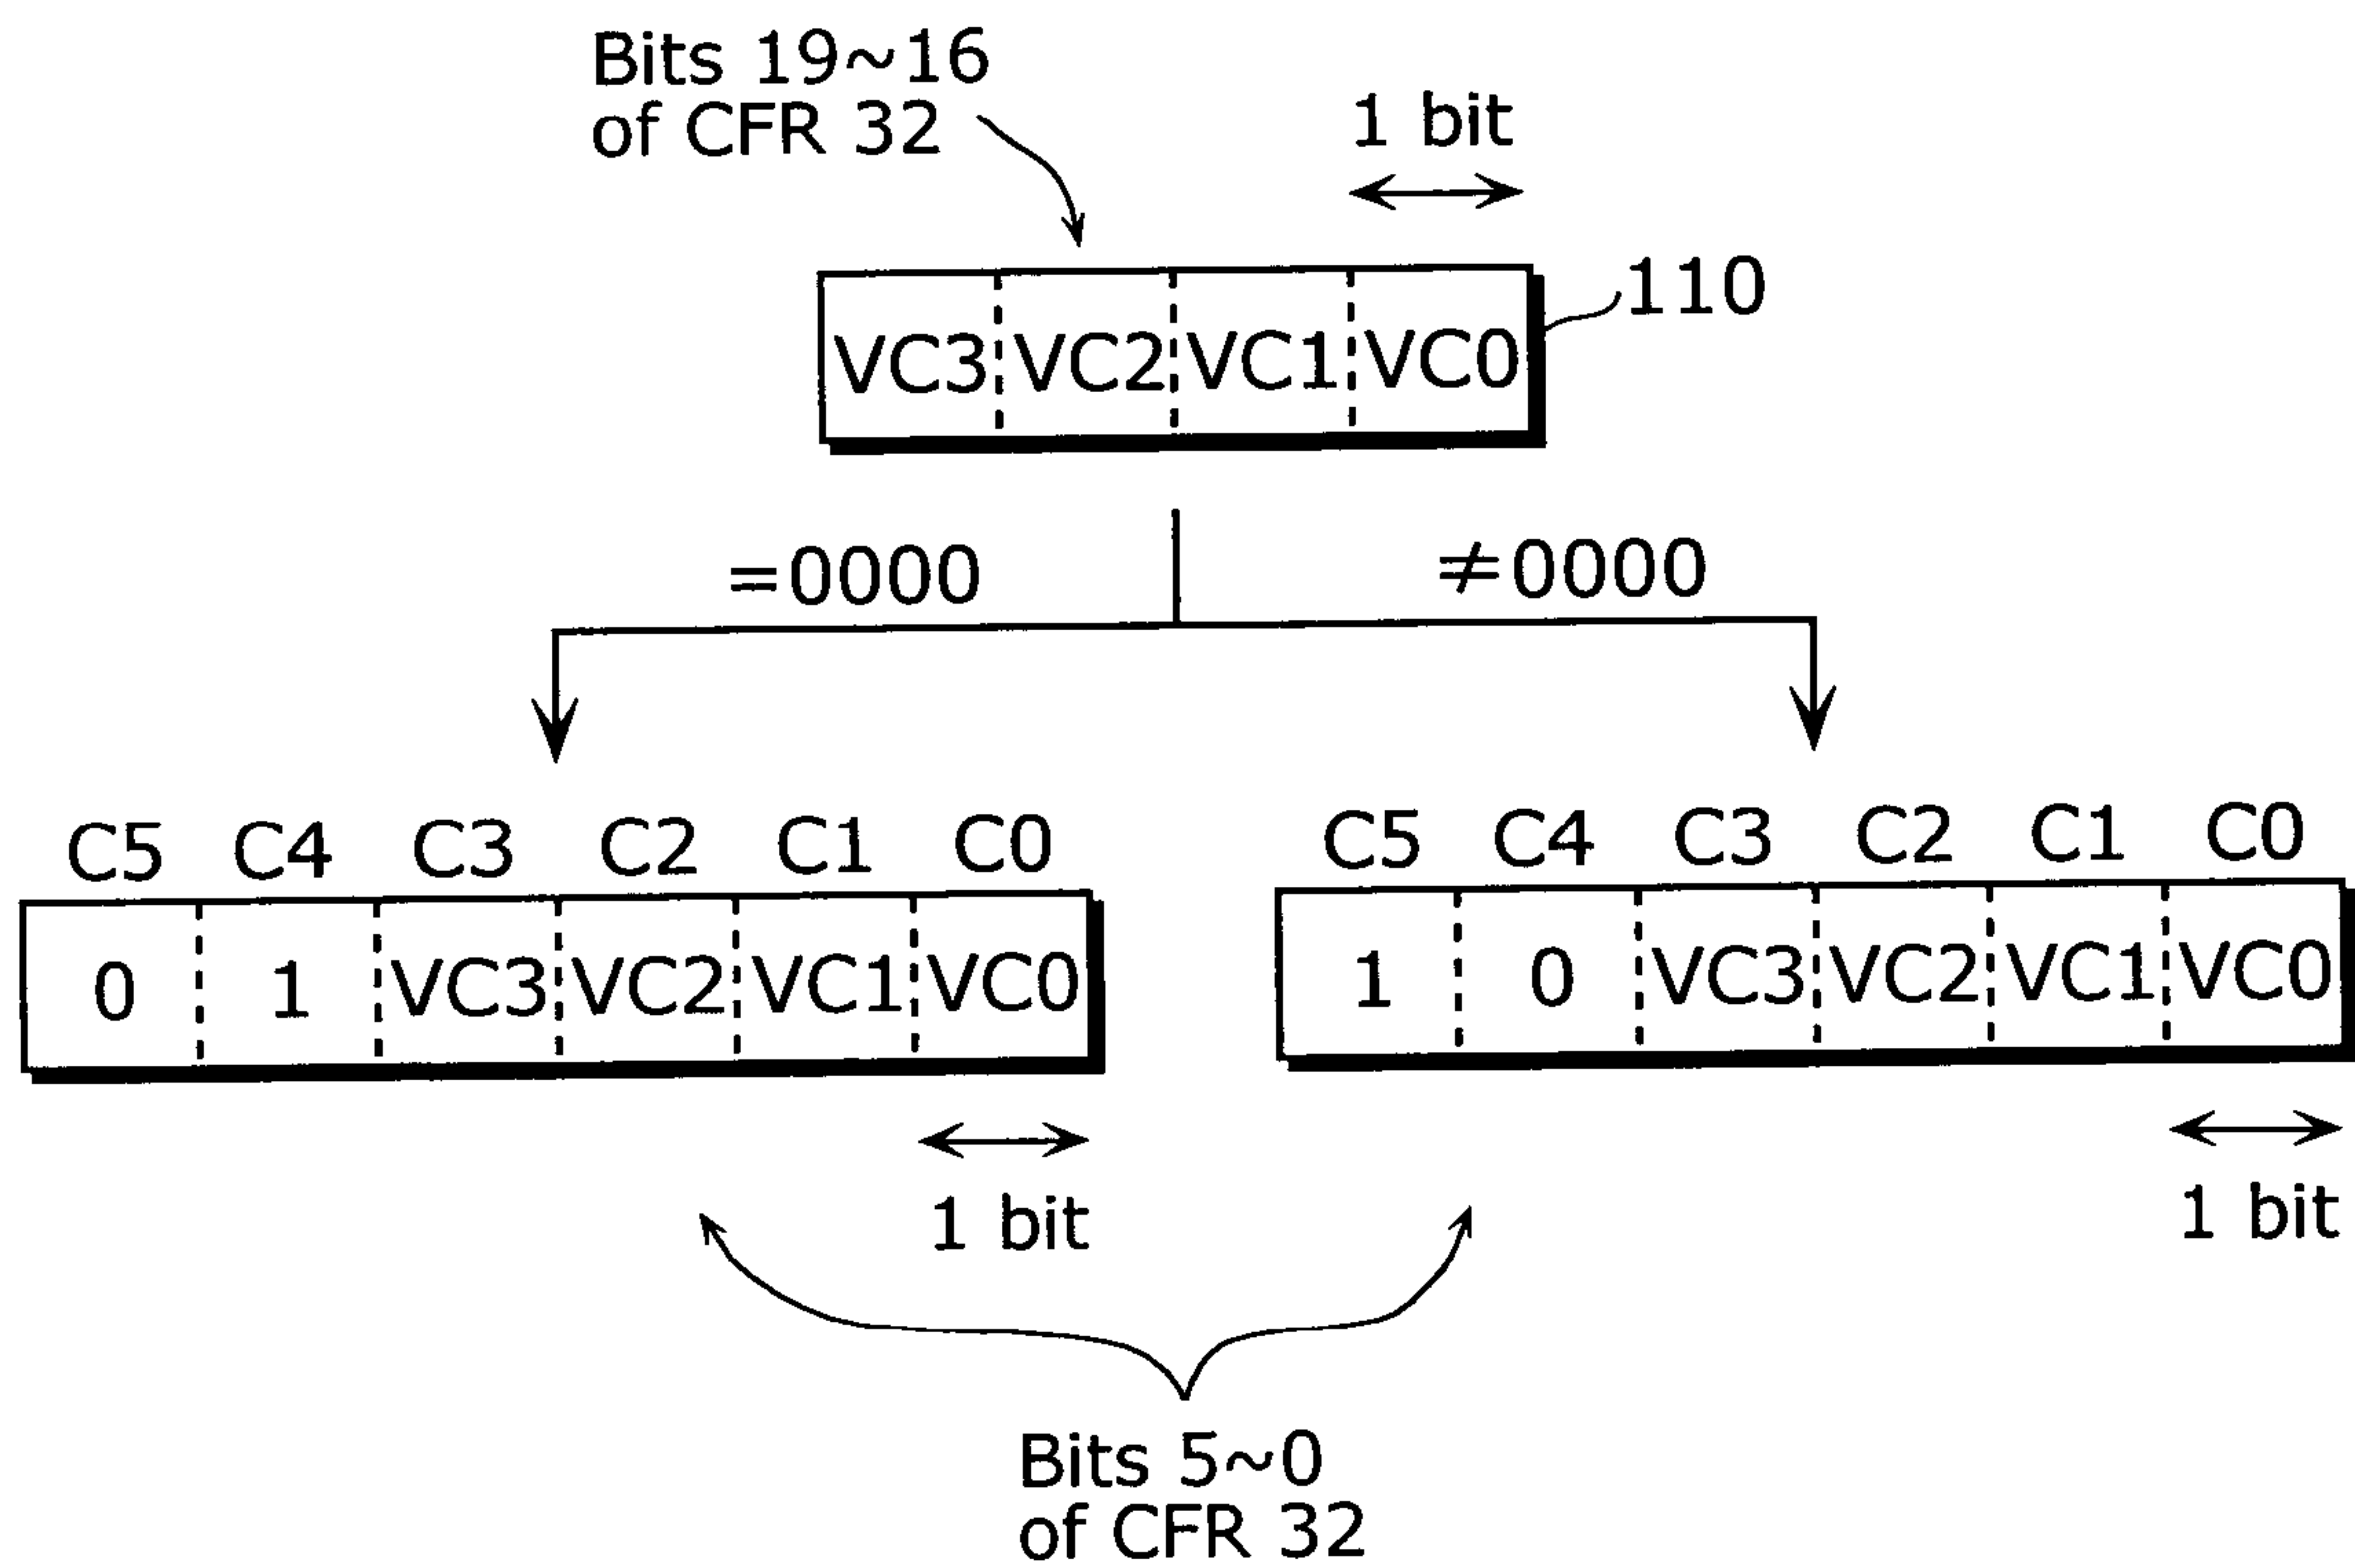 Bits 19~16
of CFR 32
1 bit
110
VC3 VC2 VC1 VC0
=0000
≠0000
C5 C4 C3 C2 C1 C0
0 1 VC3 VC2 VC1 VC0
1 bit
C5 C4 C3 C2 C1 C0
1 0 VC3 VC2 VC1 VC0
1 bit
Bits 5~0
of CFR 32